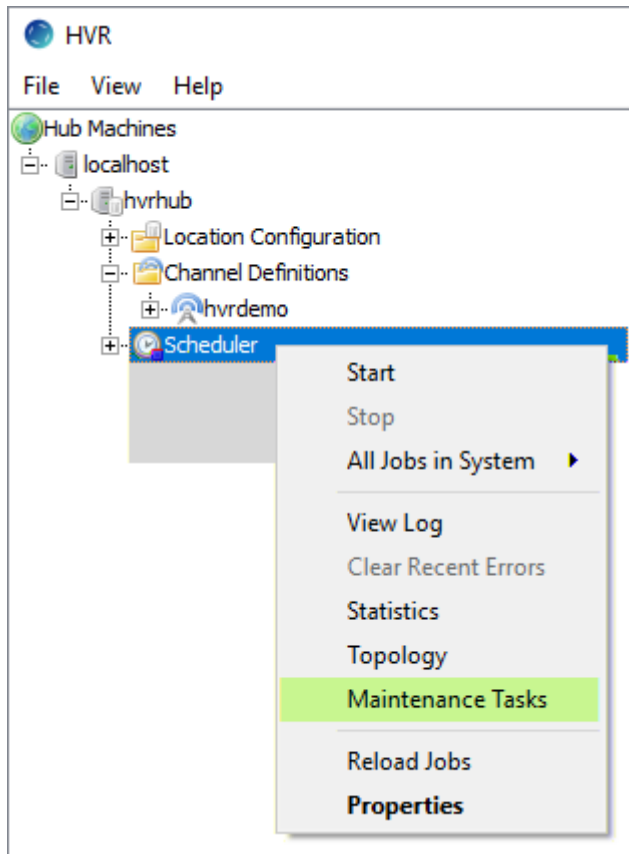 HVR
File View Help
Hub Machines
localhost
hvrhub
Location Configuration
Channel Definitions
hvrdemo
Scheduler
Start
Stop
All Jobs in System
View Log
Clear Recent Errors
Statistics
Topology
Maintenance Tasks
Reload Jobs
Properties